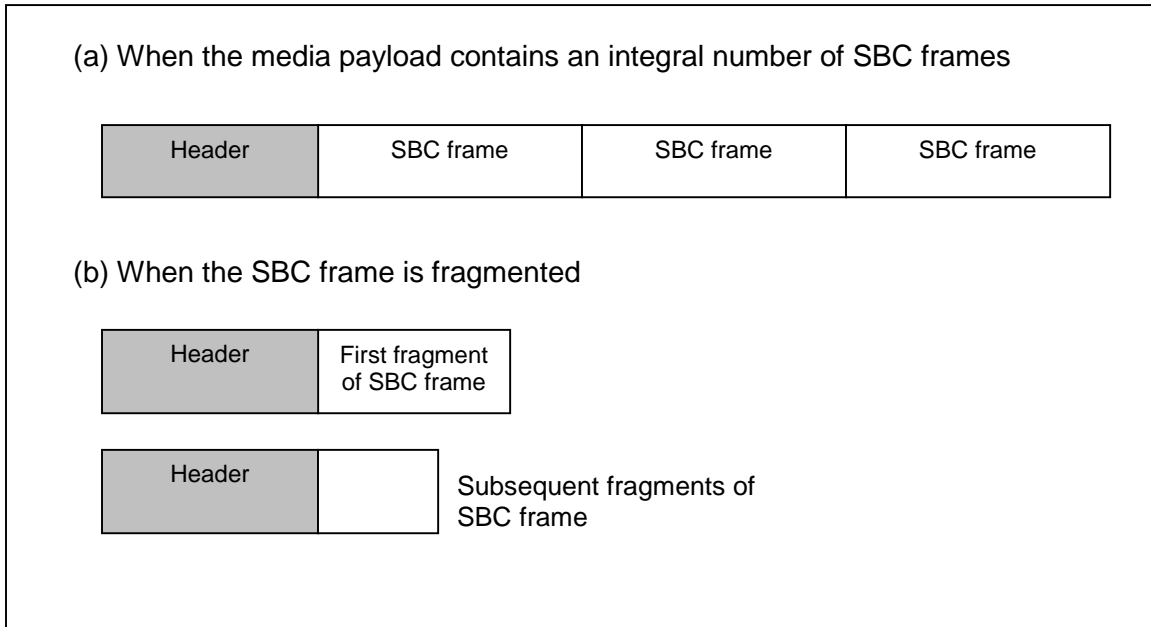 (a) When the media payload contains an integral number of SBC frames
Header SBC frame SBC frame SBC frame
(b) When the SBC frame is fragmented
Header First fragment
of SBC frame
Header
Subsequent fragments of
SBC frame